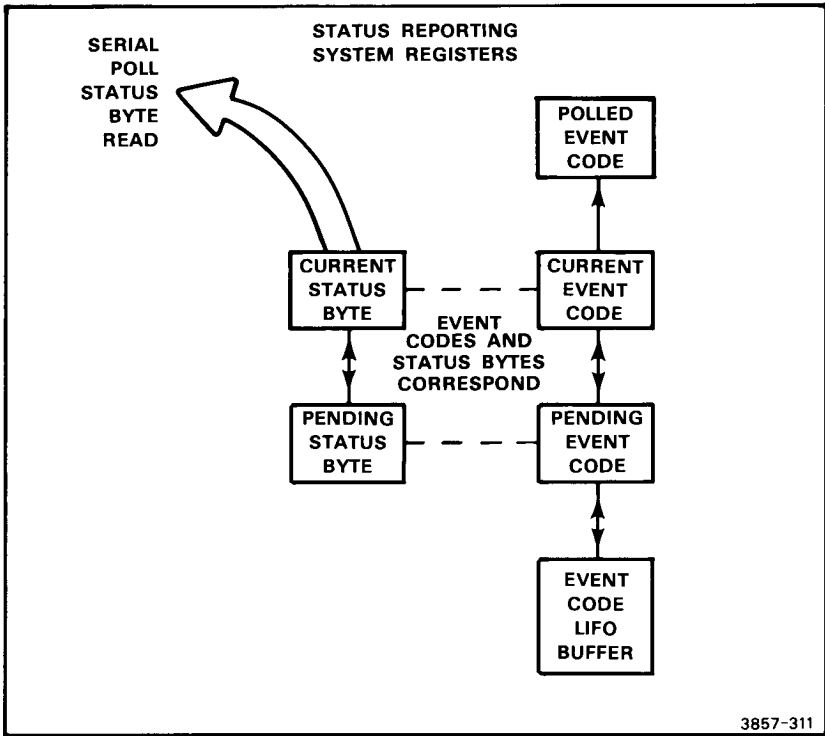 STATUS REPORTING
SYSTEM REGISTERS
SERIAL
POLL
STATUS
BYTE
READ
POLLED
EVENT
CODE
CURRENT
STATUS
BYTE
CURRENT
EVENT
CODE
EVENT
CODES AND
STATUS BYTES
CORRESPOND
PENDING
STATUS
BYTE
PENDING
EVENT
CODE
EVENT
CODE
LIFO
BUFFER
3857-311